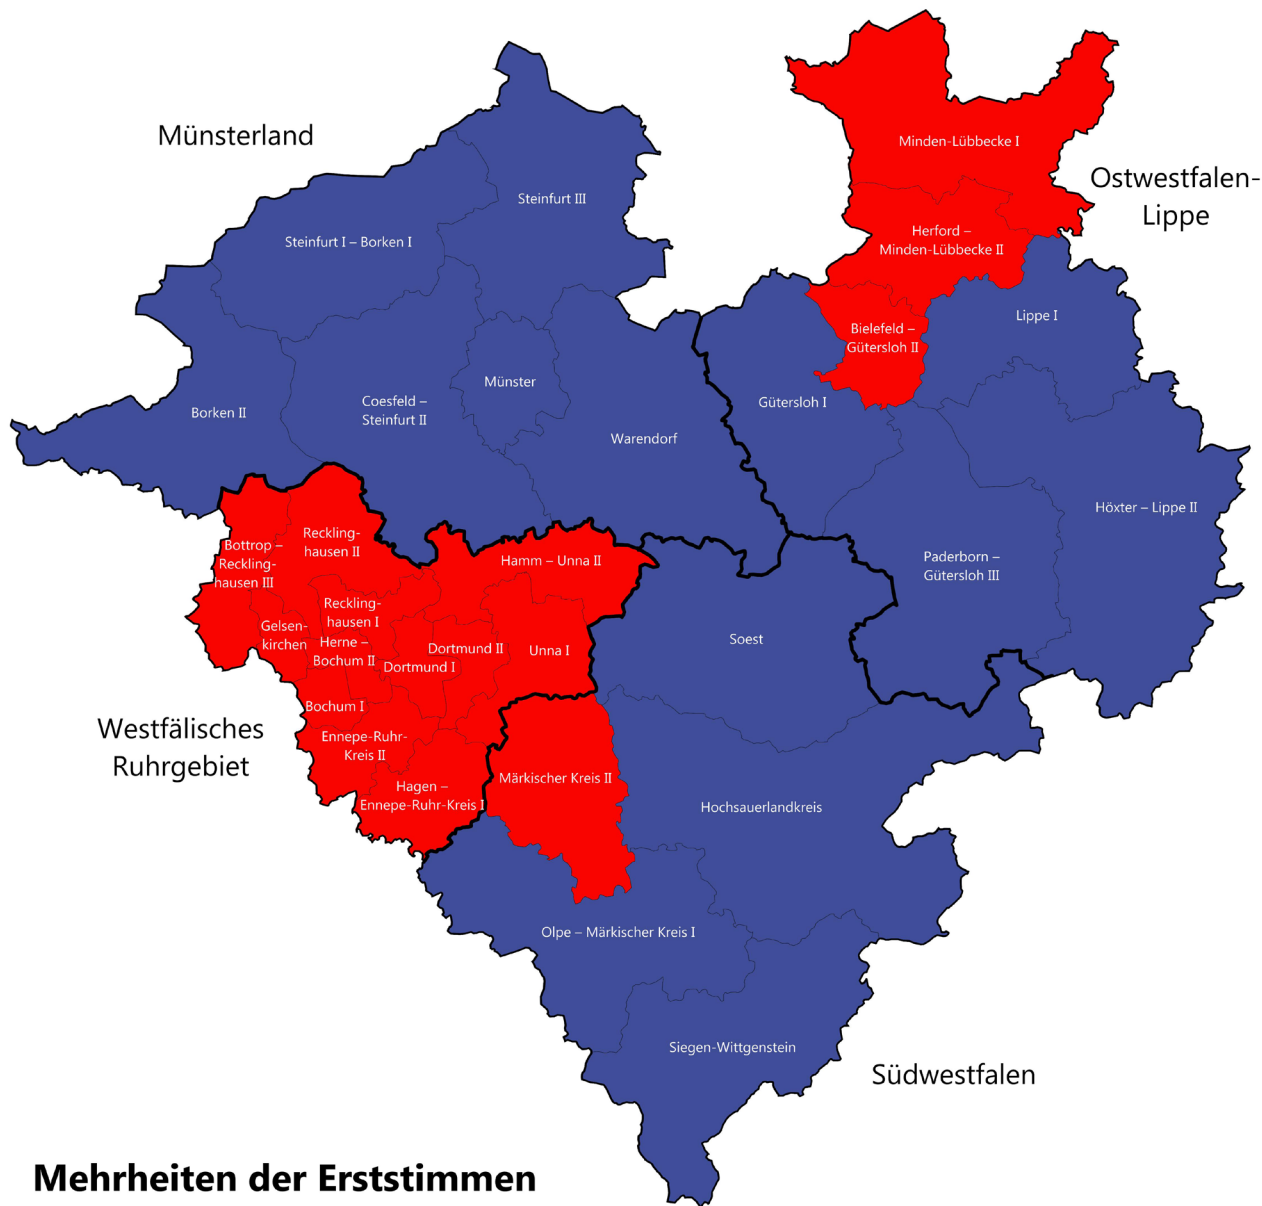 Münsterland
Ostwestfalen-
Lippe
Minden-Lübbecke I
Steinfurt III
Steinfurt I – Borken I
Herford –
Minden-Lübbecke II
Lippe I
Bielefeld –
Gütersloh II
Münster
Coesfeld –
Steinfurt II
Borken II
Gütersloh I
Warendorf
Höxter – Lippe II
Paderborn –
Gütersloh III
Reckling-
hausen II
Bottrop –
Reckling-
hausen III
Hamm – Unna II
Reckling-
hausen I
Gelsen-
kirchen
Herne –
Bochum II
Dortmund II
Dortmund I
Unna I
Soest
Bochum I
Westfälisches
Ruhrgebiet
Ennepe-Ruhr-
Kreis II
Hagen –
Ennepe-Ruhr-Kreis I
Märkischer Kreis II
Hochsauerlandkreis
Olpe – Märkischer Kreis I
Siegen-Wittgenstein
Südwestfalen
Mehrheiten der Erststimmen